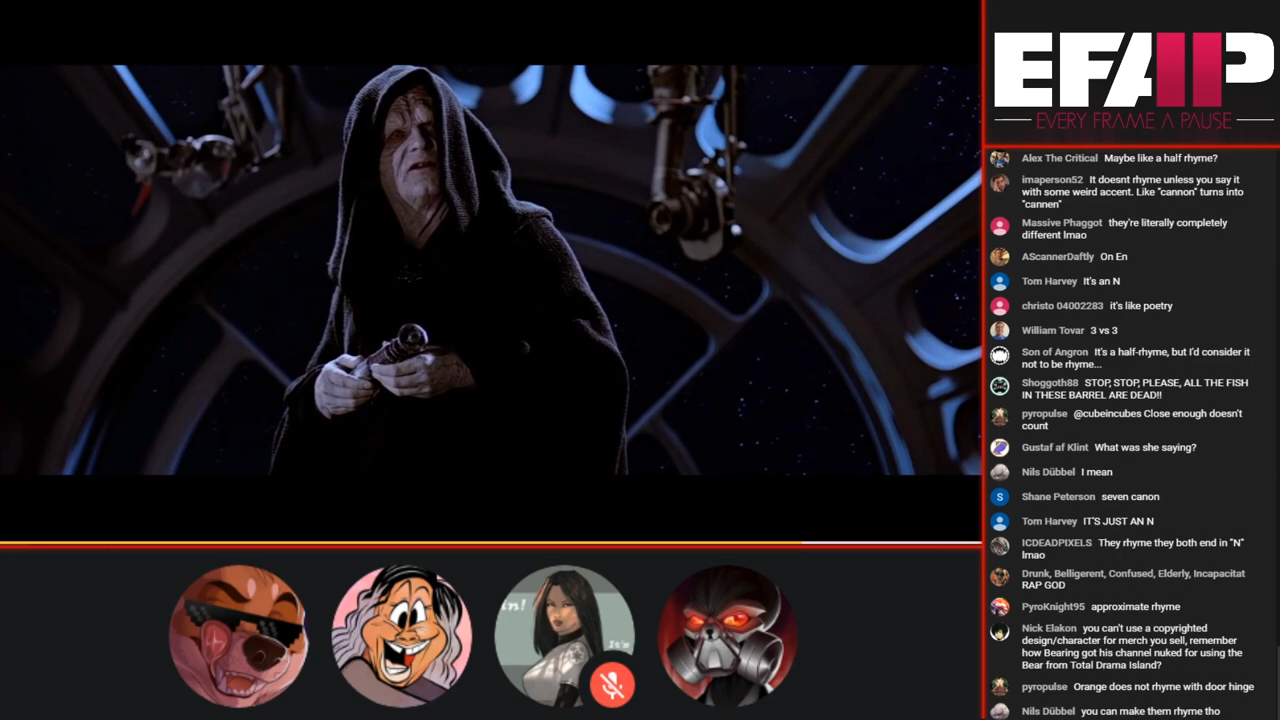 EFAP
EVERY FRAME A PAUSE
Alex The Critical Maybe like a half rhyme?
imaperson52 It doesnt rhyme unless you say it
with some weird accent. Like "cannon" turns into
"cannen"
Massive Phaggot they're literally completely
different lmao
AScannerDaftly On En
Tom Harvey It's an N
christo 04002283 it's like poetry
William Tovar 3 vs 3
Son of Angron It's a half-rhyme, but I'd consider it
not to be rhyme...
Shoggoth88 STOP, STOP, PLEASE, ALL THE FISH
IN THESE BARREL ARE DEAD!!
pyropulse @cubeincubes Close enough doesn't
count
Gustaf af Klint What was she saying?
Nils Dübbel I mean
S
Shane Peterson seven canon
Tom Harvey IT'S JUST AN N
ICDEADPIXELS They rhyme they both end in "N"
lmao
Drunk, Belligerent, Confused, Elderly, Incapacitat
RAP GOD
PyroKnight95 approximate rhyme
Nick Elakon you can't use a copyrighted
design/character for merch you sell, remember
how Bearing got his channel nuked for using the
Bear from Total Drama Island?
pyropulse Orange does not rhyme with door hinge
Nils Dübbel you can make them rhyme tho
in!
It's